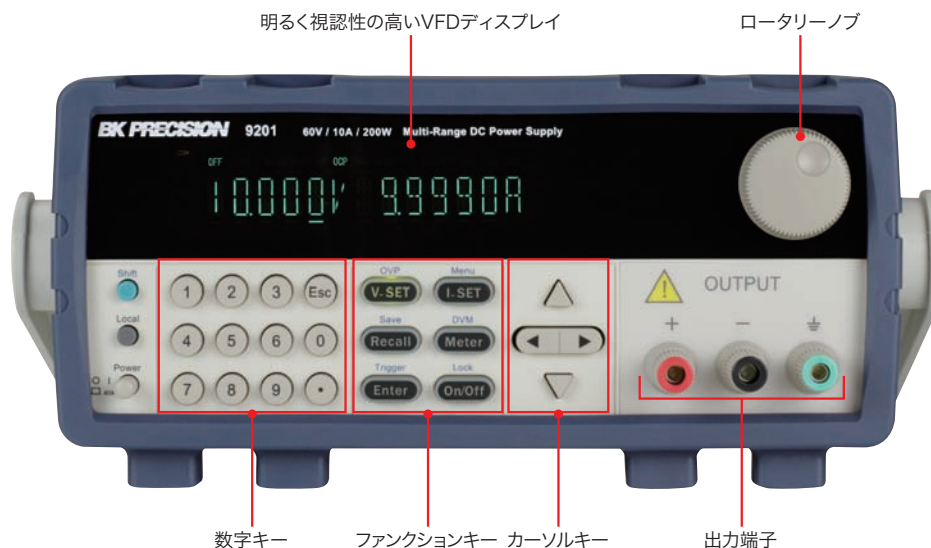 明るく視認性の高いVFDディスプレイ ロータリーノブ
BK PRECISION 9201 60V / 10A / 200W Multi-Range DC Power Supply
OFF OCP
10.000V 9.9990A
Shift 1 2 3 Esc OVP V-SET Menu I-SET
OUTPUT
Local 4 5 6 0 Save Recall DVM Meter
+ - ⏚
Power O I 7 8 9 • Trigger Enter Lock On/Off
数字キー ファンクションキー カーソルキー 出力端子